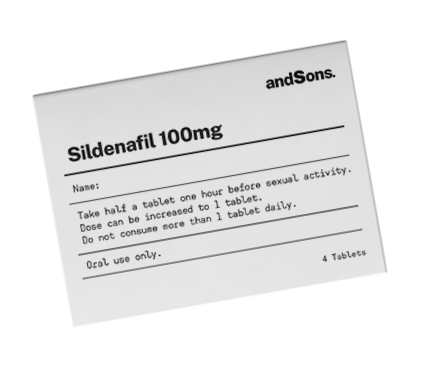 andSons.
Sildenafil 100mg
Name:
Take half a tablet one hour before sexual activity.
Dose can be increased to 1 tablet.
Do not consume more than 1 tablet daily.
Oral use only.
4 Tablets